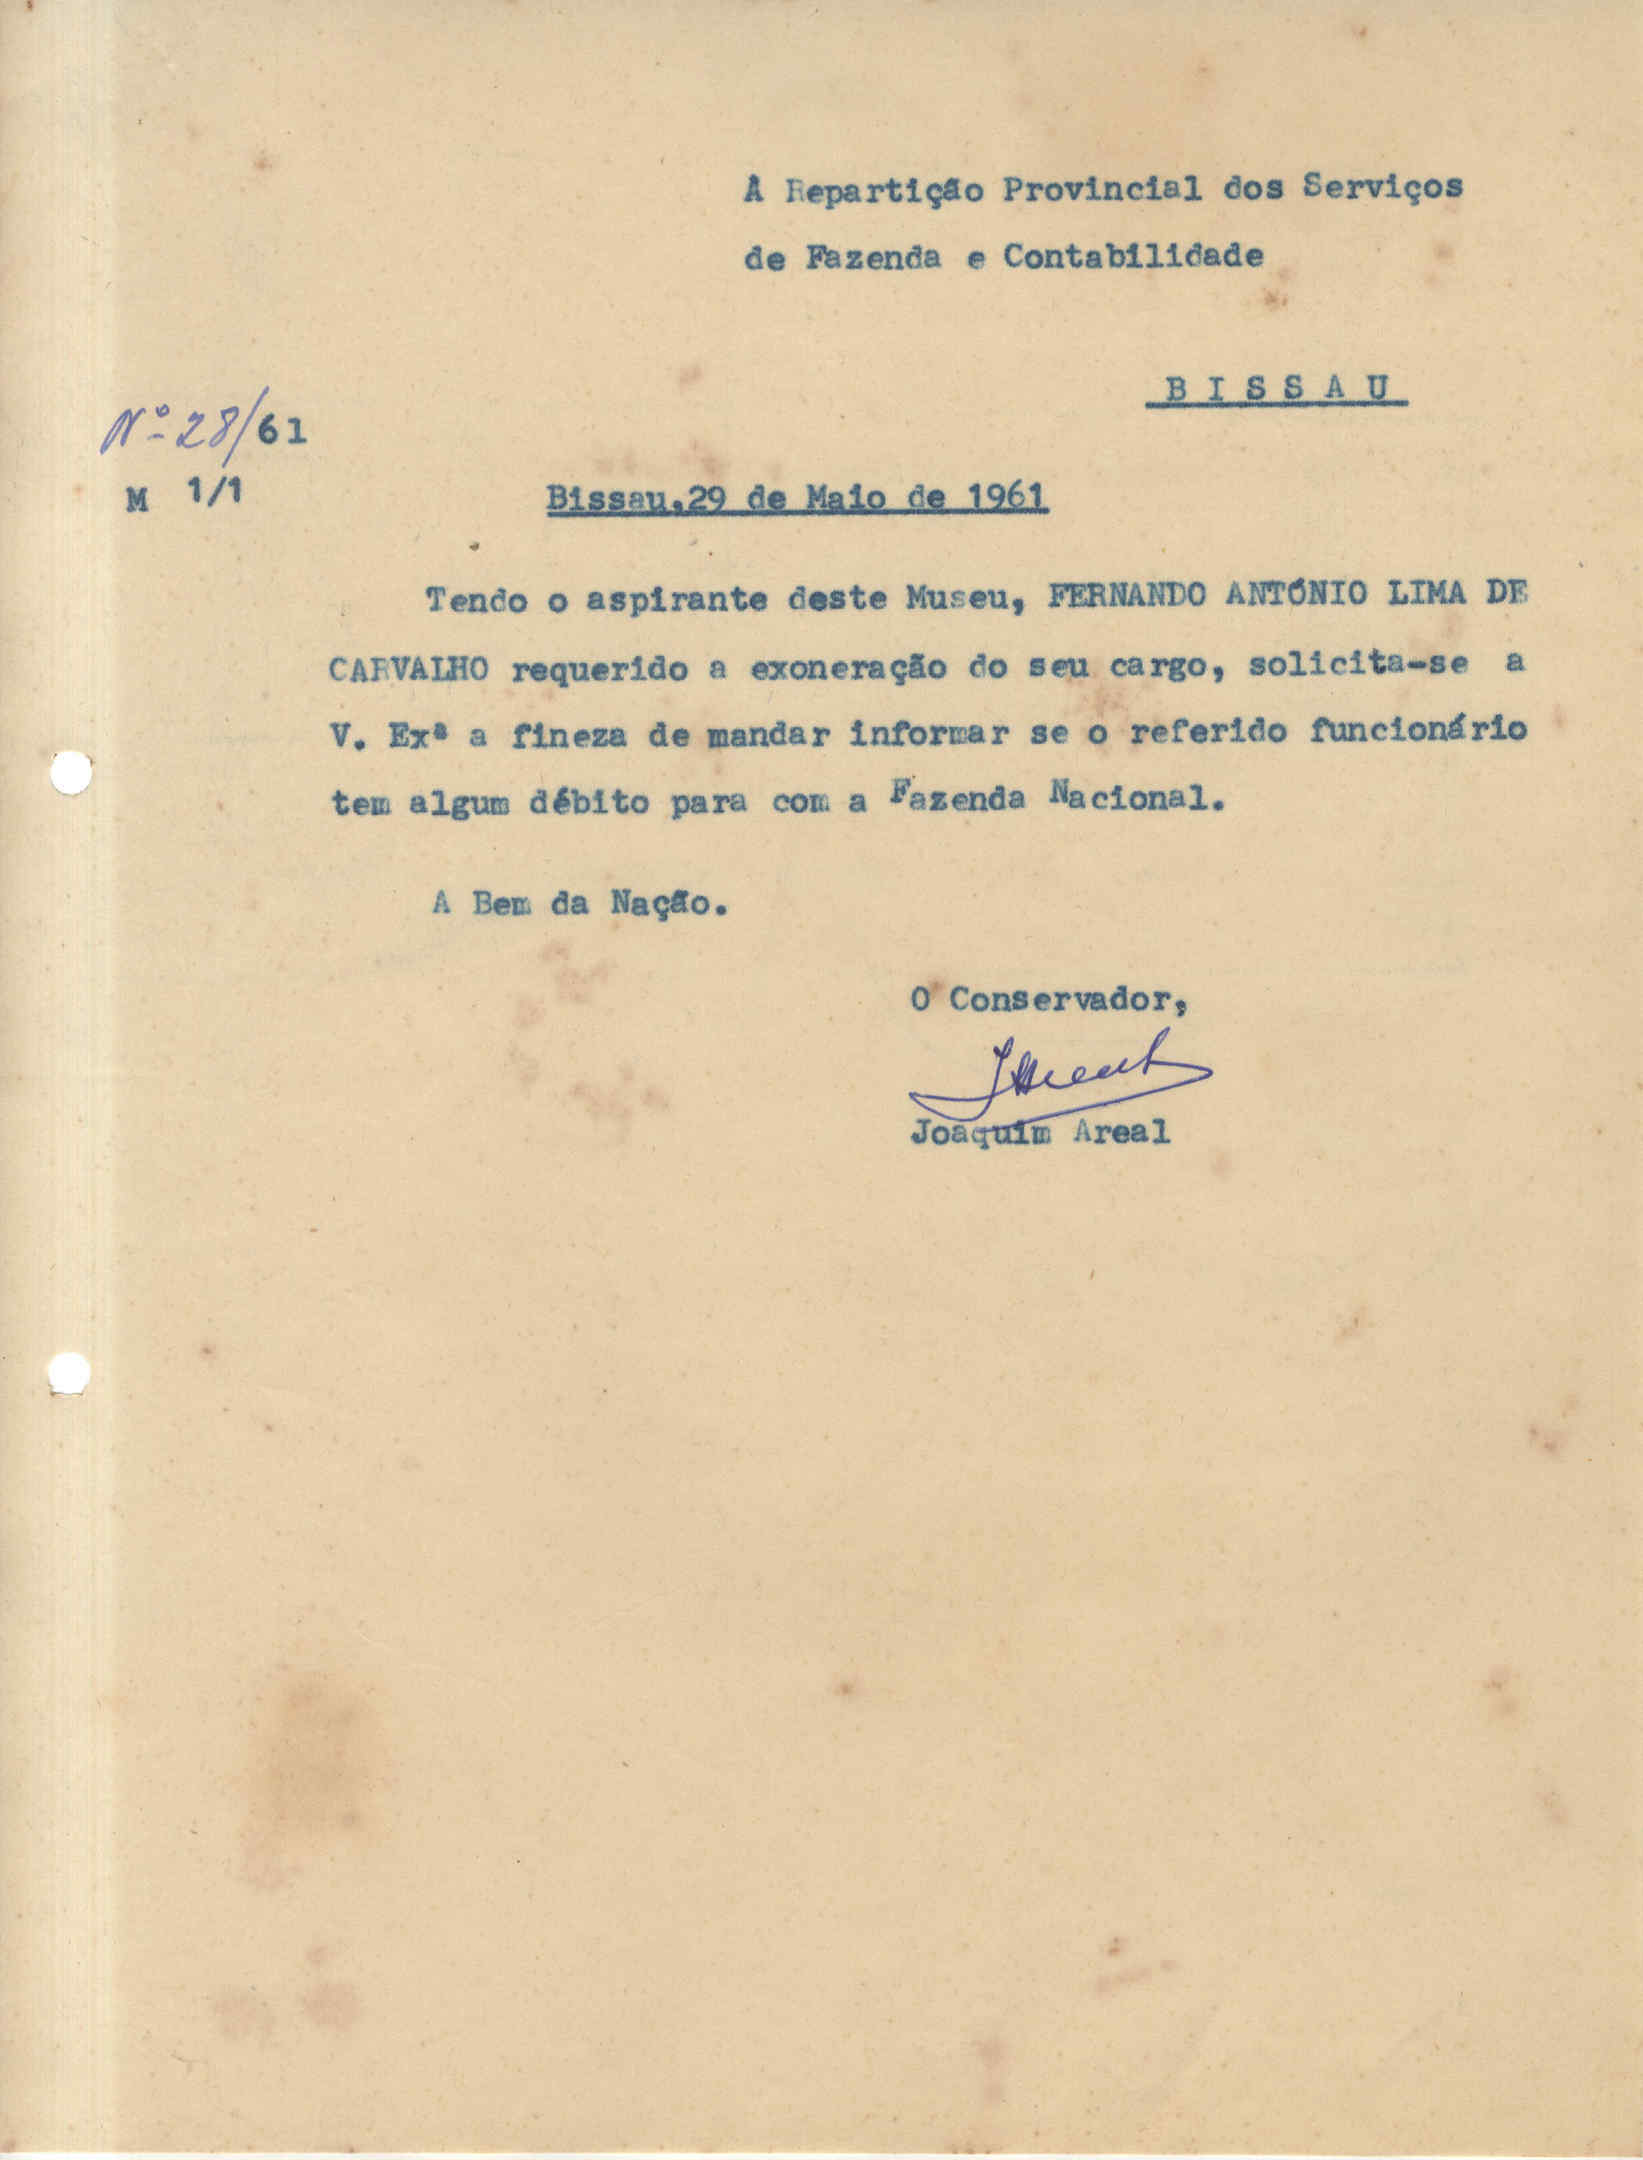 À Repartição Provincial dos Serviços
de Fazenda e Contabilidade
B I S S A U
Nº 28/61
M 1/1
Bissau,29 de Maio de 1961
Tendo o aspirante deste Museu, FERNANDO ANTÓNIO LIMA DE
CARVALHO requerido a exoneração do seu cargo, solicita-se a
V. Exª a fineza de mandar informar se o referido funcionário
tem algum débito para com a Fazenda Nacional.
A Bem da Nação.
O Conservador,
JAreal
Joaquim Areal